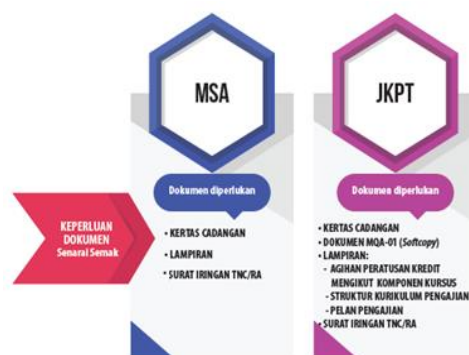 MSA
JKPT
KEPERLUAN
DOKUMEN
Senarai Semak
Dokumen diperlukan
• KERTAS CADANGAN
• LAMPIRAN
• SURAT IRINGAN TNC/RA
Dokumen diperlukan
• KERTAS CADANGAN
• DOKUMEN MQA-01 (Softcopy)
• LAMPIRAN:
- AGIHAN PERATUSAN KREDIT
MENGIKUT KOMPONEN KURSUS
- STRUKTUR KURIKULUM PENGAJIAN
- PELAN PENGAJIAN
• SURAT IRINGAN TNC/RA